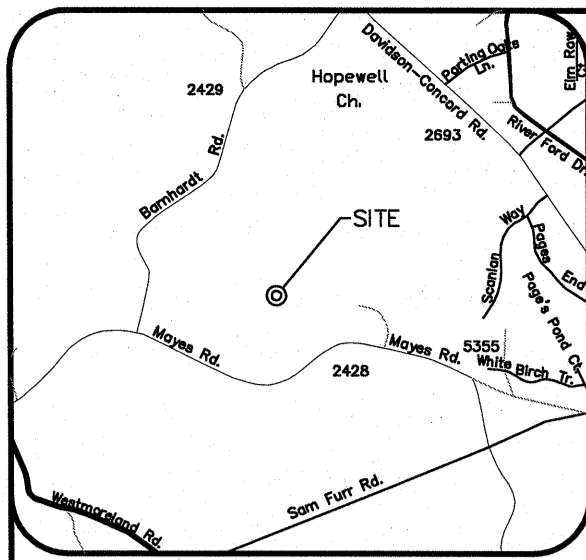 Davidson-Concord Rd.
Parting Oaks
Ln.
Elm Raw
Hopewell
Ch.
2429
2693
River Ford Dr.
Barnhardt Rd.
SITE
Scanlan Way
Pages End
Page's Pond Ct.
Mayes Rd.
Mayes Rd.
5355
White Birch Tr.
2428
Sam Furr Rd.
Westmoreland Rd.